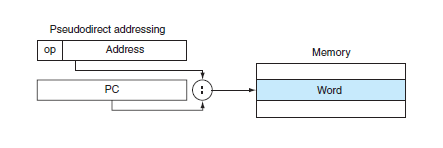 Pseudodirect addressing
op Address
Memory
PC
:
Word